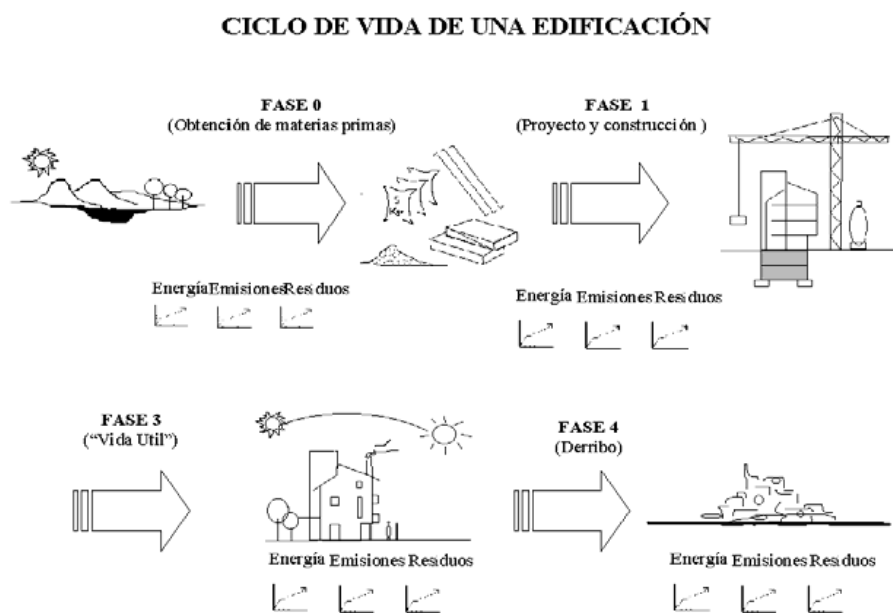 CICLO DE VIDA DE UNA EDIFICACIÓN
FASE 0
(Obtención de materias primas)
FASE 1
(Proyecto y construcción )
Energía Emisiones Residuos
Energía Emisiones Residuos
FASE 3
("Vida Util")
FASE 4
(Derribo)
Energía Emisiones Residuos
Energía Emisiones Residuos